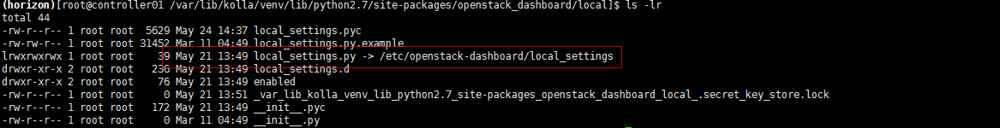 (horizon)[root@controller01 /var/lib/kolla/venv/lib/python2.7/site-packages/openstack_dashboard/local]$ ls -lr
total 44
-rw-r--r-- 1 root root  5629 May 24 14:37 local_settings.pyc
-rw-rw-r-- 1 root root 31452 Mar 11 04:49 local_settings.py.example
lrwxrwxrwx 1 root root    39 May 21 13:49 local_settings.py -> /etc/openstack-dashboard/local_settings
drwxr-xr-x 2 root root   236 May 21 13:49 local_settings.d
drwxr-xr-x 2 root root    76 May 21 13:49 enabled
-rw-r--r-- 1 root root     0 May 21 13:51 _var_lib_kolla_venv_lib_python2.7_site-packages_openstack_dashboard_local_.secret_key_store.lock
-rw-r--r-- 1 root root   172 May 21 13:49 __init__.pyc
-rw-r--r-- 1 root root     0 Mar 11 04:49 __init__.py